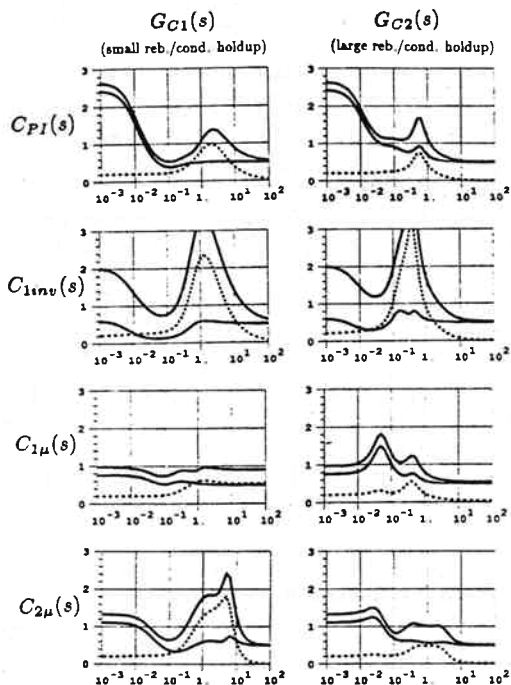 G_{C1}(s) G_{C2}(s)
(small reb./cond. holdup) (large reb./cond. holdup)
C_{PI}(s)
3 3
2 2
1 1
0 0
10^{-3} 10^{-2} 10^{-1} 1. 10^{1} 10^{2} 10^{-3} 10^{-2} 10^{-1} 1. 10^{1} 10^{2}
C_{1inv}(s)
3 3
2 2
1 1
0 0
10^{-3} 10^{-2} 10^{-1} 1. 10^{1} 10^{2} 10^{-3} 10^{-2} 10^{-1} 1. 10^{1} 10^{2}
C_{1μ}(s)
3 3
2 2
1 1
0 0
10^{-3} 10^{-2} 10^{-1} 1. 10^{1} 10^{2} 10^{-3} 10^{-2} 10^{-1} 1. 10^{1} 10^{2}
C_{2μ}(s)
3 3
2 2
1 1
0 0
10^{-3} 10^{-2} 10^{-1} 1. 10^{1} 10^{2} 10^{-3} 10^{-2} 10^{-1} 1. 10^{1} 10^{2}